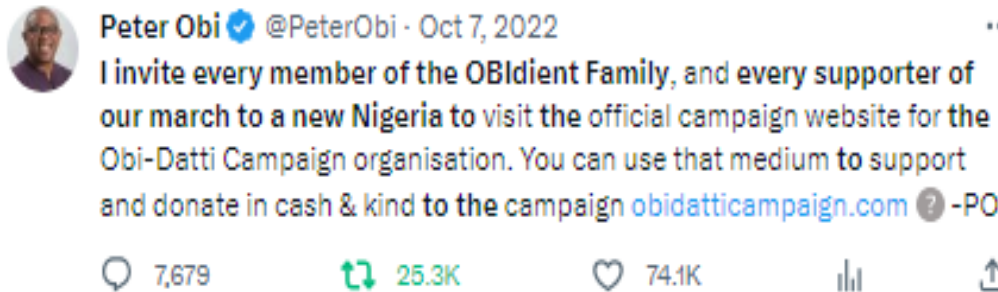 Peter Obi @PeterObi · Oct 7, 2022
I invite every member of the OBIdient Family, and every supporter of
our march to a new Nigeria to visit the official campaign website for the
Obi-Datti Campaign organisation. You can use that medium to support
and donate in cash & kind to the campaign obidatticampaign.com ? -PO
7,679 25.3K 74.1K